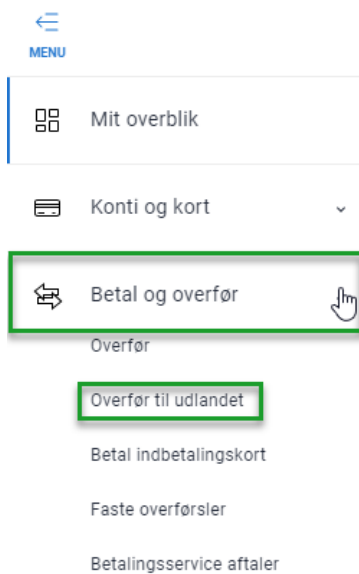 MENU
Mit overblik
Konti og kort
Betal og overfør
Overfør
Overfør til udlandet
Betal indbetalingskort
Faste overførsler
Betalingsservice aftaler